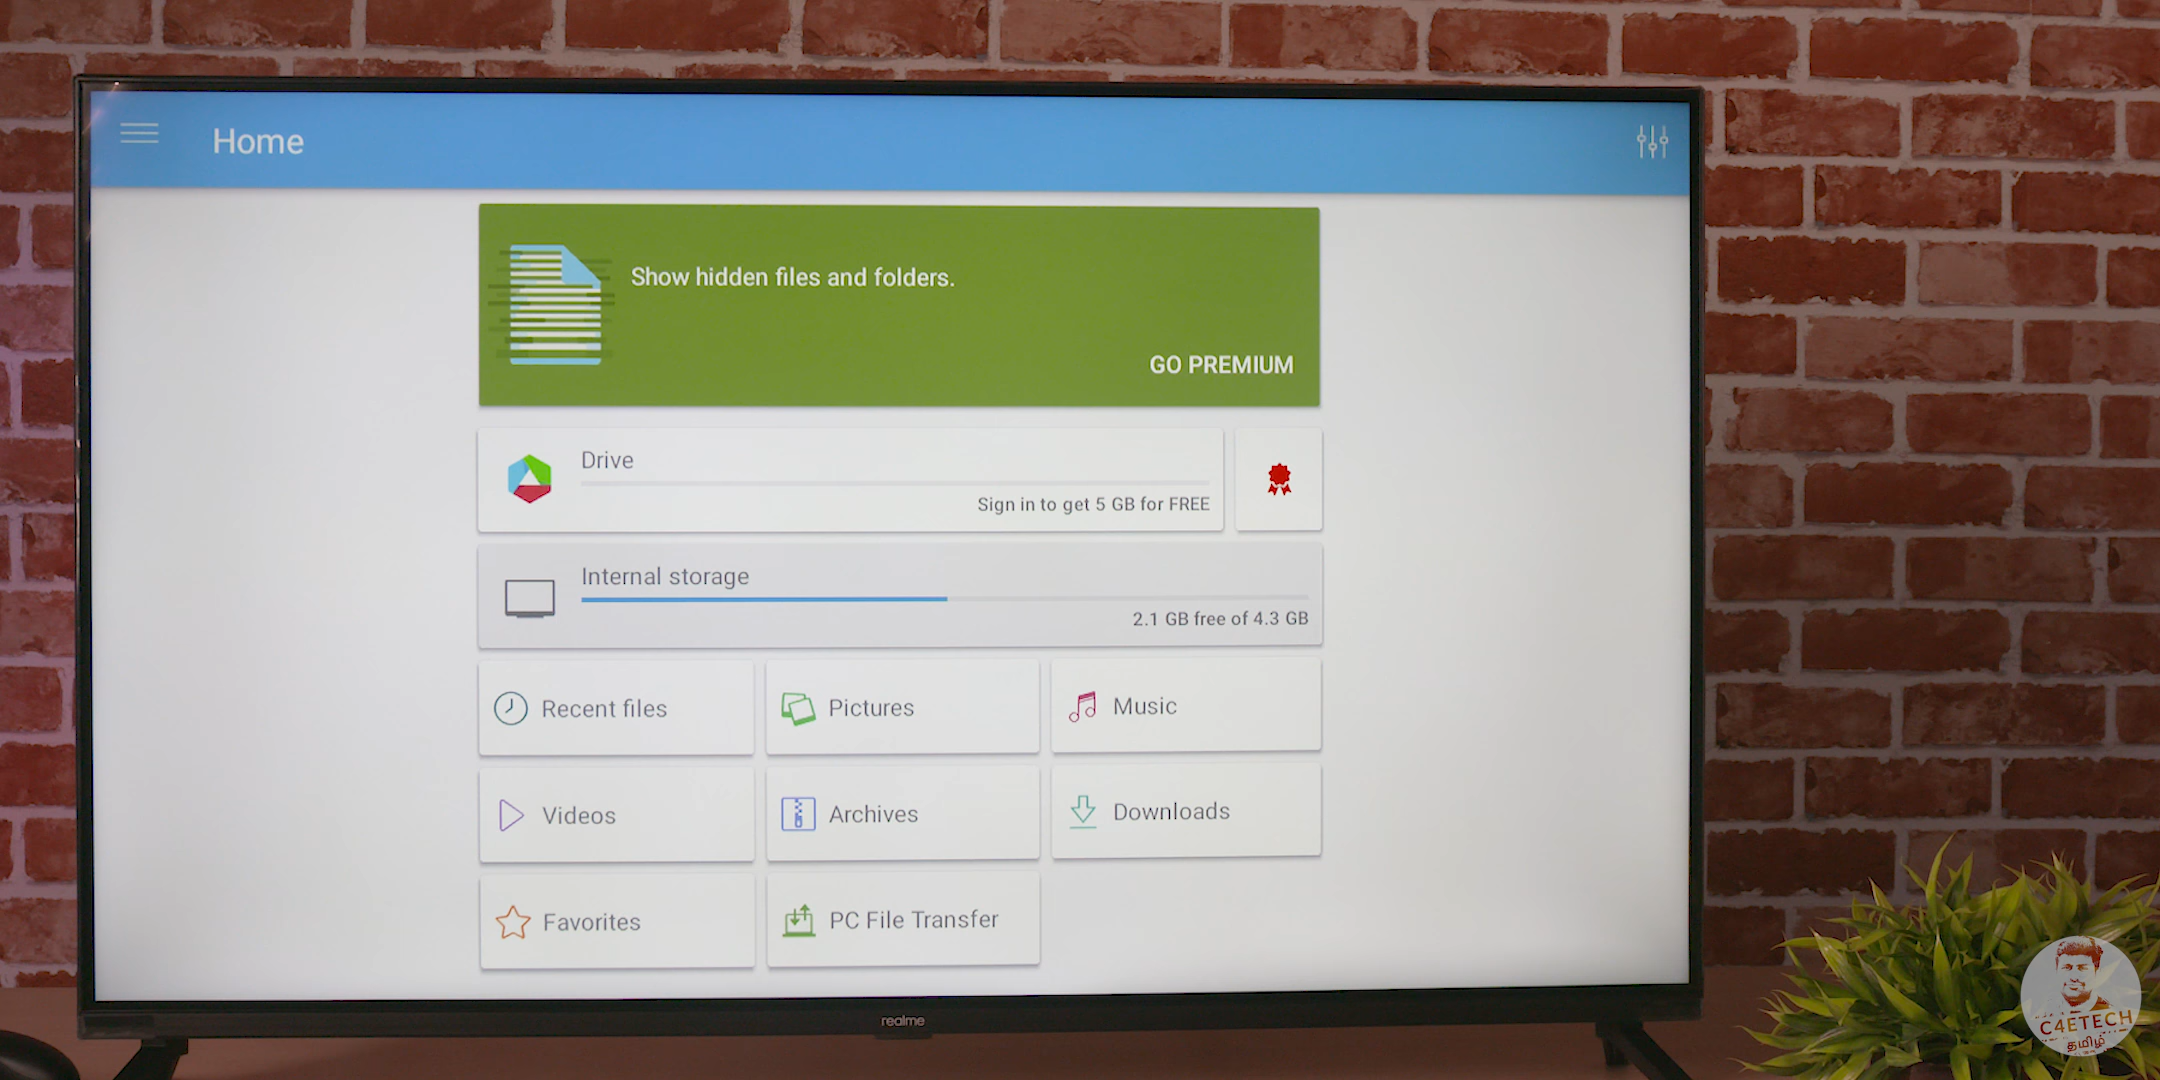 Home
Show hidden files and folders.
GO PREMIUM
Drive
Sign in to get 5 GB for FREE
Internal storage
2.1 GB free of 4.3 GB
Recent files
Pictures
Music
Videos
Archives
Downloads
Favorites
PC File Transfer
realme
C4ETECH
தமிழ்